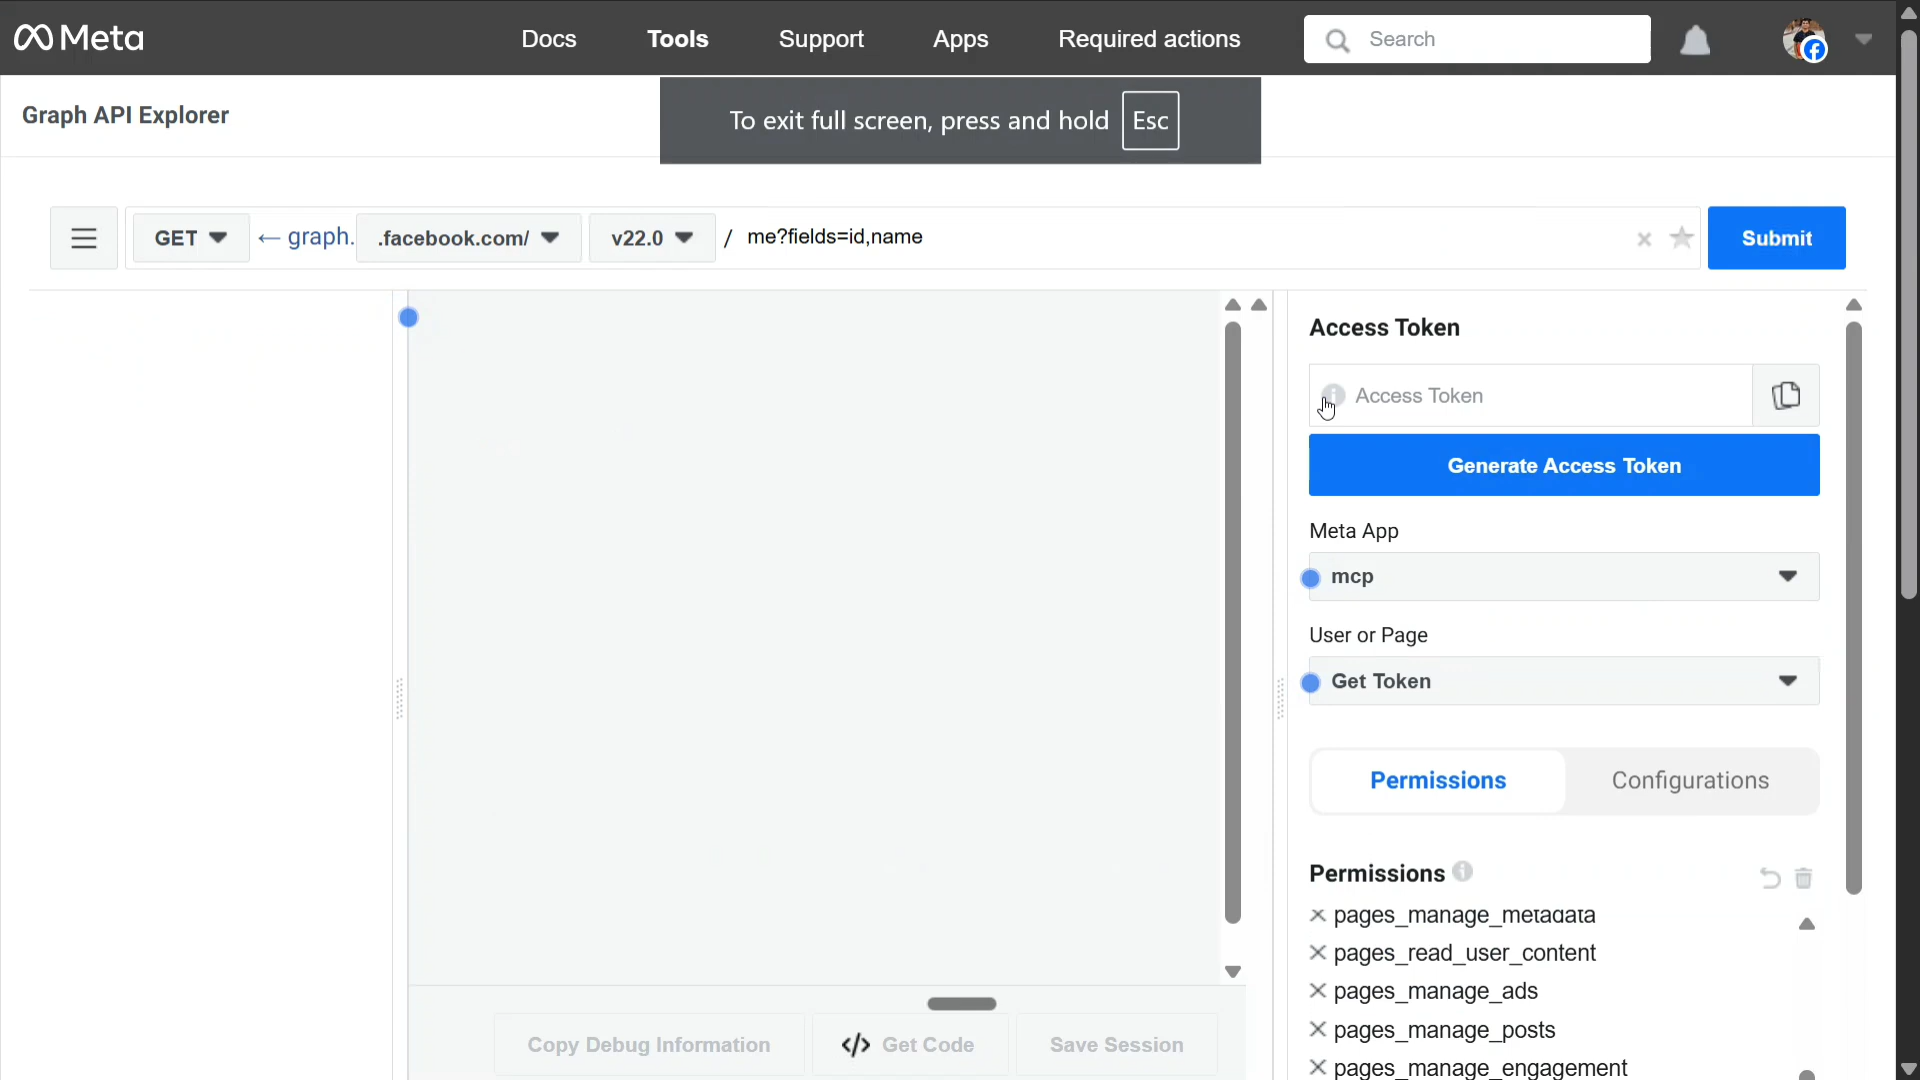 Meta
Docs
Tools
Support
Apps
Required actions
Search
Graph API Explorer
To exit full screen, press and hold Esc
GET
← graph.
.facebook.com/
v22.0
/ me?fields=id,name
Submit
Access Token
Access Token
Generate Access Token
Meta App
mcp
User or Page
Get Token
Permissions
Configurations
Permissions
pages_manage_metadata
pages_read_user_content
pages_manage_ads
pages_manage_posts
pages_manage_engagement
Copy Debug Information
</> Get Code
Save Session